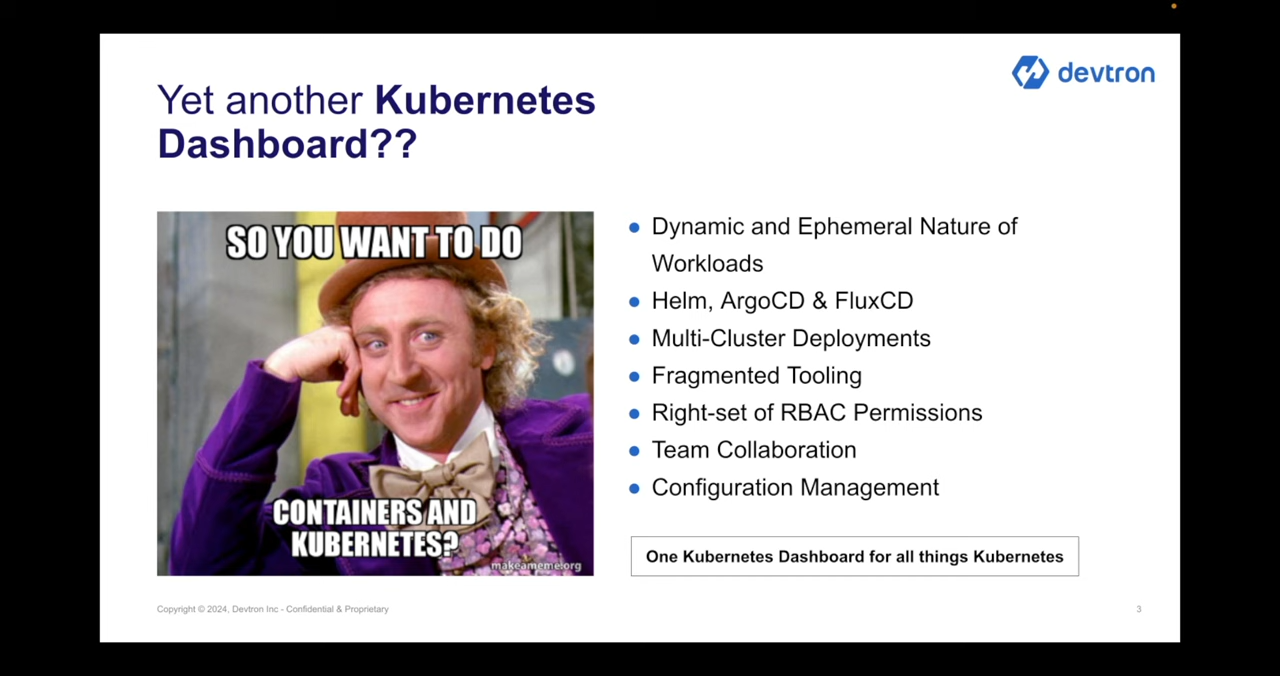 devtron
Yet another Kubernetes
Dashboard??
SO YOU WANT TO DO
CONTAINERS AND
KUBERNETES?
makeameme.org
Dynamic and Ephemeral Nature of
Workloads
Helm, ArgoCD & FluxCD
Multi-Cluster Deployments
Fragmented Tooling
Right-set of RBAC Permissions
Team Collaboration
Configuration Management
One Kubernetes Dashboard for all things Kubernetes
Copyright © 2024, Devtron Inc - Confidential & Proprietary
3